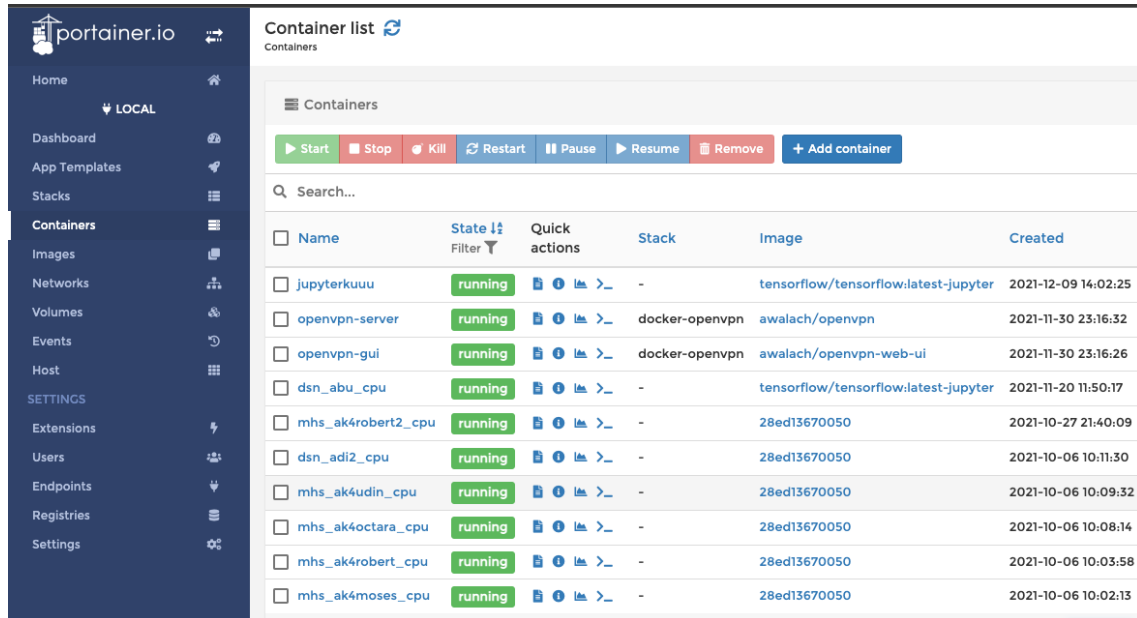 portainer.io
Home
LOCAL
Dashboard
App Templates
Stacks
Containers
Images
Networks
Volumes
Events
Host
SETTINGS
Extensions
Users
Endpoints
Registries
Settings
Container list
Containers
Containers
Start Stop Kill Restart Pause Resume Remove + Add container
Search...
Name State Filter Quick actions Stack Image Created
jupyterkuuu running - tensorflow/tensorflow:latest-jupyter 2021-12-09 14:02:25
openvpn-server running docker-openvpn awalach/openvpn 2021-11-30 23:16:32
openvpn-gui running docker-openvpn awalach/openvpn-web-ui 2021-11-30 23:16:26
dsn_abu_cpu running - tensorflow/tensorflow:latest-jupyter 2021-11-20 11:50:17
mhs_ak4robert2_cpu running - 28ed13670050 2021-10-27 21:40:09
dsn_adi2_cpu running - 28ed13670050 2021-10-06 10:11:30
mhs_ak4udin_cpu running - 28ed13670050 2021-10-06 10:09:32
mhs_ak4octara_cpu running - 28ed13670050 2021-10-06 10:08:14
mhs_ak4robert_cpu running - 28ed13670050 2021-10-06 10:03:58
mhs_ak4moses_cpu running - 28ed13670050 2021-10-06 10:02:13